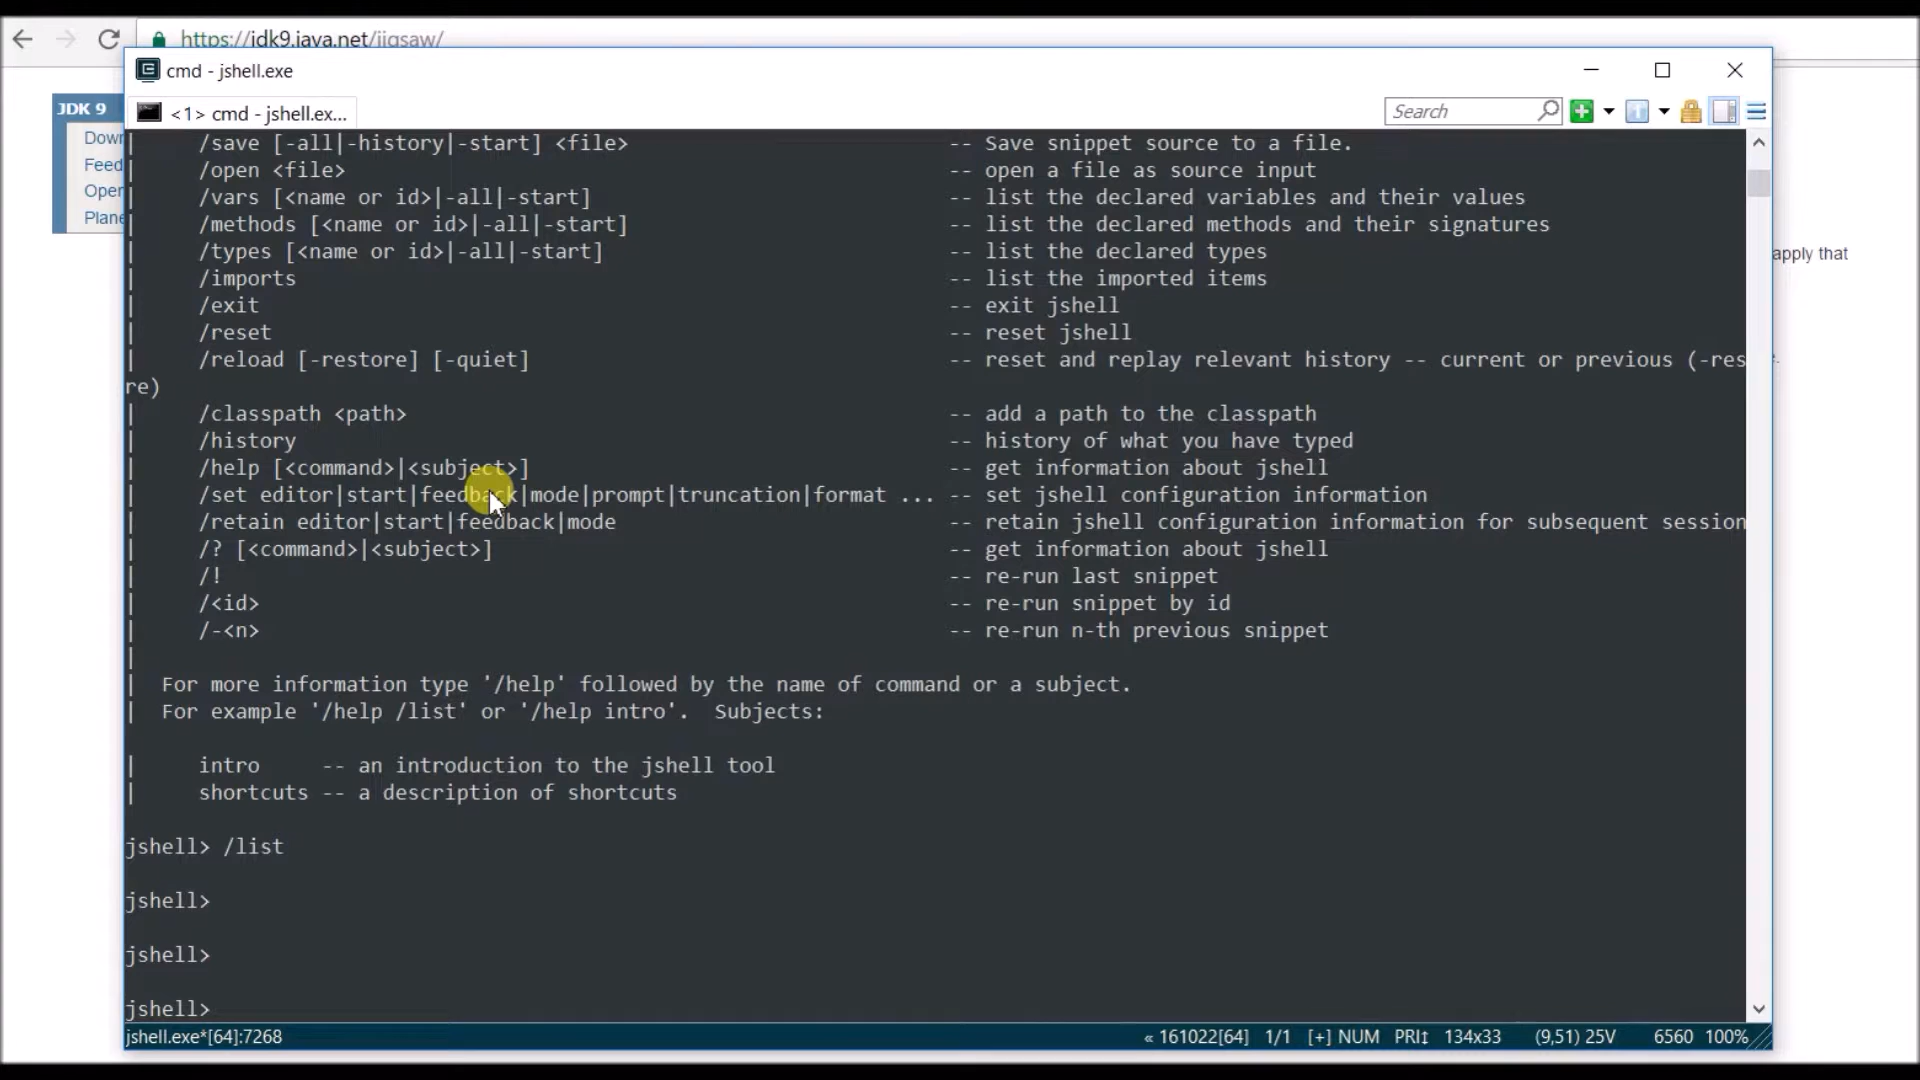 https://jdk9.java.net/jigsaw/
cmd - jshell.exe
<1> cmd - jshell.ex...
Search
JDK 9
Down
Feed
Oper
Plane
apply that
| /save [-all|-history|-start] <file> -- Save snippet source to a file.
| /open <file> -- open a file as source input
| /vars [<name or id>|-all|-start] -- list the declared variables and their values
| /methods [<name or id>|-all|-start] -- list the declared methods and their signatures
| /types [<name or id>|-all|-start] -- list the declared types
| /imports -- list the imported items
| /exit -- exit jshell
| /reset -- reset jshell
| /reload [-restore] [-quiet] -- reset and replay relevant history -- current or previous (-res
re)
| /classpath <path> -- add a path to the classpath
| /history -- history of what you have typed
| /help [<command>|<subject>] -- get information about jshell
| /set editor|start|feedback|mode|prompt|truncation|format ... -- set jshell configuration information
| /retain editor|start|feedback|mode -- retain jshell configuration information for subsequent session
| /? [<command>|<subject>] -- get information about jshell
| /! -- re-run last snippet
| /<id> -- re-run snippet by id
| /-<n> -- re-run n-th previous snippet
|
| For more information type '/help' followed by the name of command or a subject.
| For example '/help /list' or '/help intro'. Subjects:
| intro -- an introduction to the jshell tool
| shortcuts -- a description of shortcuts
jshell> /list
jshell>
jshell>
jshell>
jshell.exe*[64]:7268 « 161022[64] 1/1 [+] NUM PRI↕ 134x33 (9,51) 25V 6560 100%